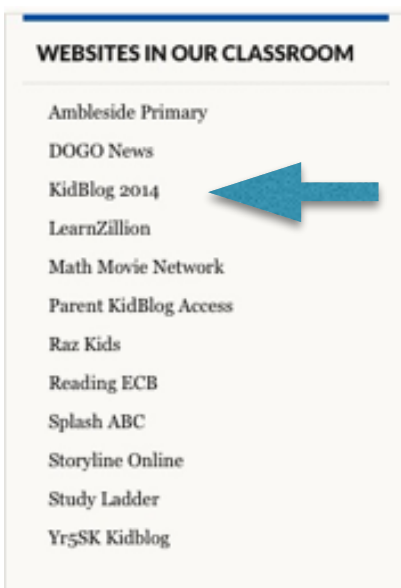 WEBSITES IN OUR CLASSROOM
Ambleside Primary
DOGO News
KidBlog 2014
LearnZillion
Math Movie Network
Parent KidBlog Access
Raz Kids
Reading ECB
Splash ABC
Storyline Online
Study Ladder
Yr5SK Kidblog